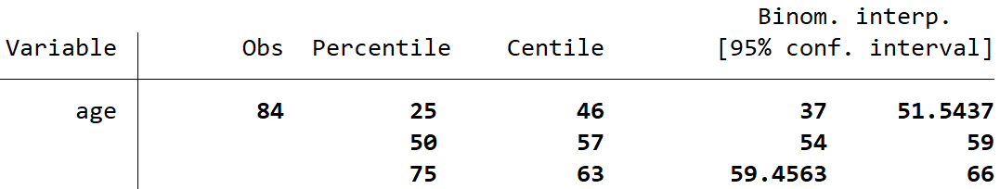 Binom. interp.
Variable Obs Percentile Centile [95% conf. interval]
age 84 25 46 37 51.5437
50 57 54 59
75 63 59.4563 66